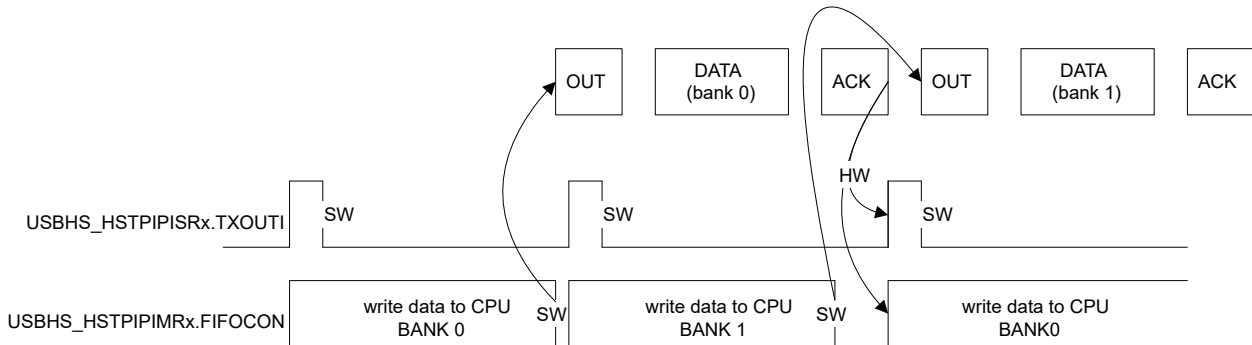 OUT
DATA
(bank 0)
ACK
OUT
DATA
(bank 1)
ACK
HW
USBHS_HSTPIPISRx.TXOUTI
SW
SW
SW
USBHS_HSTPIPIMRx.FIFOCON
write data to CPU
BANK 0
SW
write data to CPU
BANK 1
SW
write data to CPU
BANK0